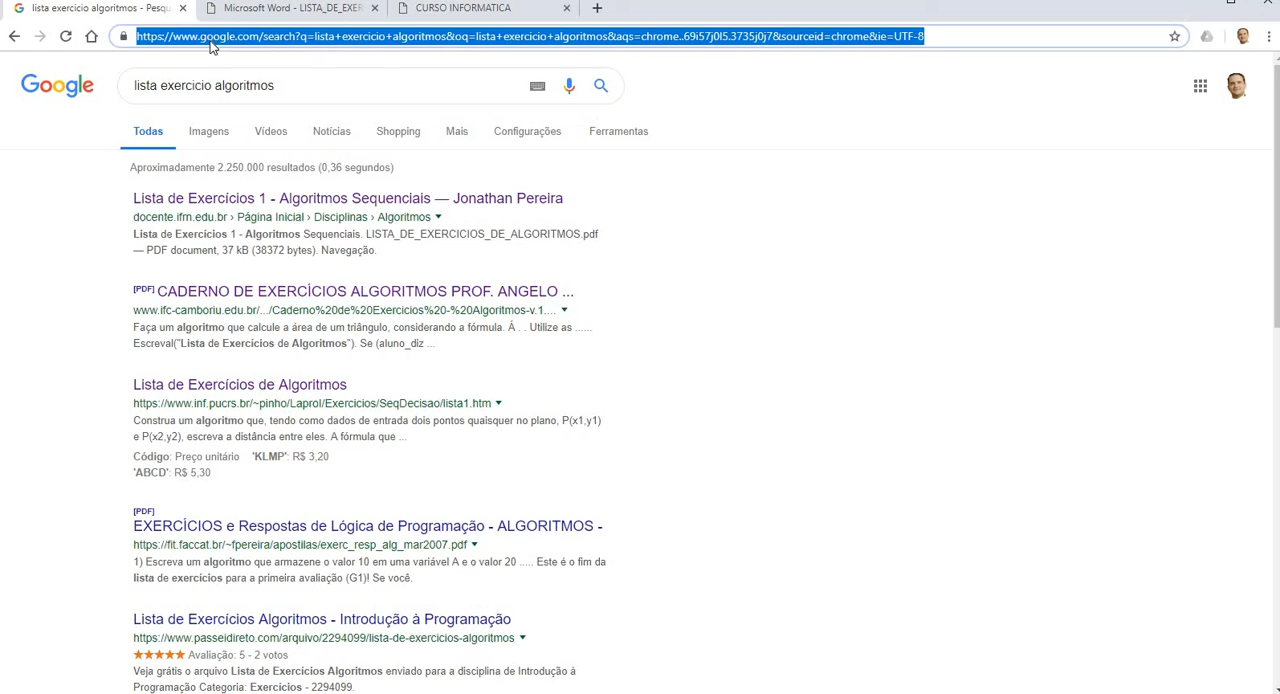 lista exercicio algoritmos - Pesqu
Microsoft Word - LISTA_DE_EXER
CURSO INFORMATICA
https://www.google.com/search?q=lista+exercicio+algoritmos&oq=lista+exercicio+algoritmos&aqs=chrome..69i57j0l5.3735j0j7&sourceid=chrome&ie=UTF-8
Google
lista exercicio algoritmos
Todas Imagens Vídeos Notícias Shopping Mais Configurações Ferramentas
Aproximadamente 2.250.000 resultados (0,36 segundos)
Lista de Exercícios 1 - Algoritmos Sequenciais — Jonathan Pereira
docente.ifrn.edu.br › Página Inicial › Disciplinas › Algoritmos
Lista de Exercicios 1 - Algoritmos Sequenciais. LISTA_DE_EXERCICIOS_DE_ALGORITMOS.pdf
— PDF document, 37 kB (38372 bytes). Navegação.
[PDF] CADERNO DE EXERCÍCIOS ALGORITMOS PROF. ANGELO ...
www.ifc-camboriu.edu.br/.../Caderno%20de%20Exercicios%20-%20Algoritmos-v.1....
Faça um algoritmo que calcule a área de um triângulo, considerando a fórmula. Á . . Utilize as ......
Escreval("Lista de Exercícios de Algoritmos"). Se (aluno_diz ...
Lista de Exercícios de Algoritmos
https://www.inf.pucrs.br/~pinho/LaproI/Exercicios/SeqDecisao/lista1.htm
Construa um algoritmo que, tendo como dados de entrada dois pontos quaisquer no plano, P(x1,y1)
e P(x2,y2), escreva a distância entre eles. A fórmula que ...
Código: Preço unitário 'KLMP': R$ 3,20
'ABCD': R$ 5,30
[PDF]
EXERCÍCIOS e Respostas de Lógica de Programação - ALGORITMOS -
https://fit.faccat.br/~fpereira/apostilas/exerc_resp_alg_mar2007.pdf
1) Escreva um algoritmo que armazene o valor 10 em uma variável A e o valor 20 ..... Este é o fim da
lista de exercícios para a primeira avaliação (G1)! Se você.
Lista de Exercícios Algoritmos - Introdução à Programação
https://www.passeidireto.com/arquivo/2294099/lista-de-exercicios-algoritmos
Avaliação: 5 - 2 votos
Veja grátis o arquivo Lista de Exercicios Algoritmos enviado para a disciplina de Introdução à
Programação Categoria: Exercicios - 2294099.